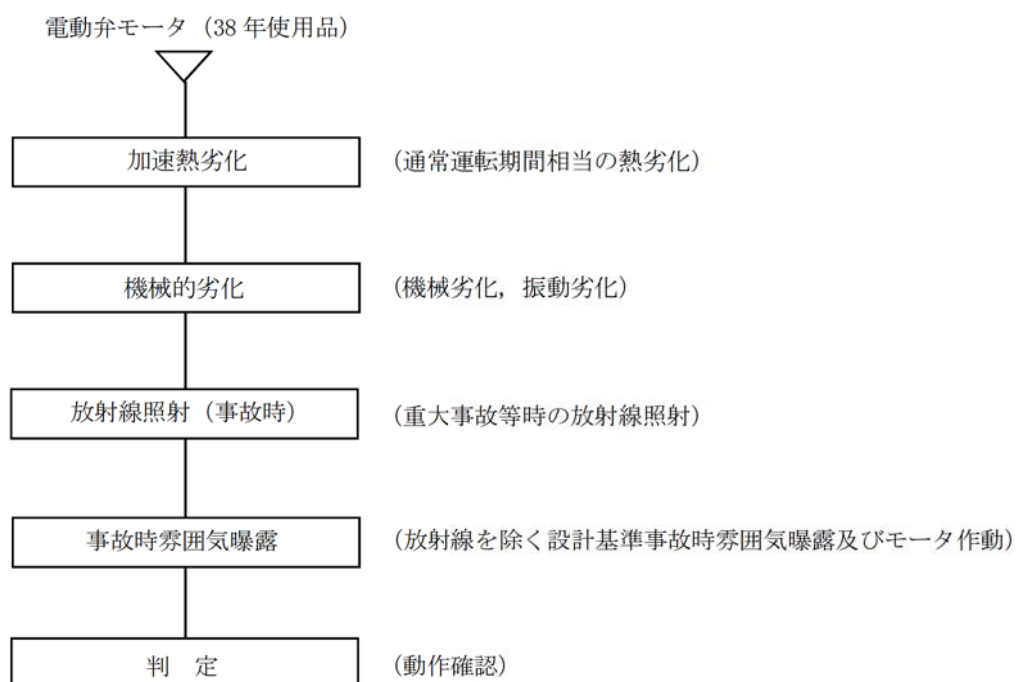 電動弁モータ（38 年使用品）
加速熱劣化 （通常運転期間相当の熱劣化）
機械的劣化 （機械劣化，振動劣化）
放射線照射（事故時） （重大事故等時の放射線照射）
事故時雰囲気曝露 （放射線を除く設計基準事故時雰囲気曝露及びモータ作動）
判　定 （動作確認）